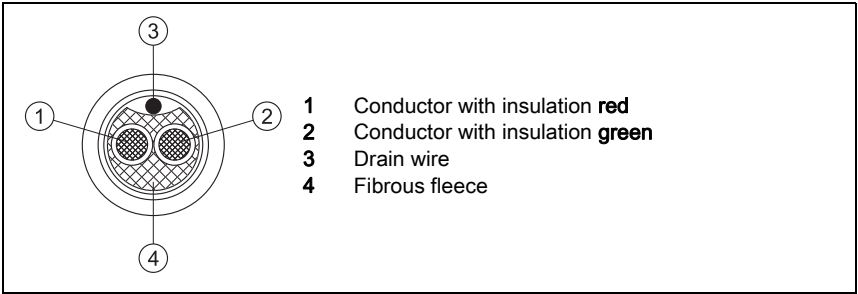 3
1
2
4
1 Conductor with insulation red
2 Conductor with insulation green
3 Drain wire
4 Fibrous fleece